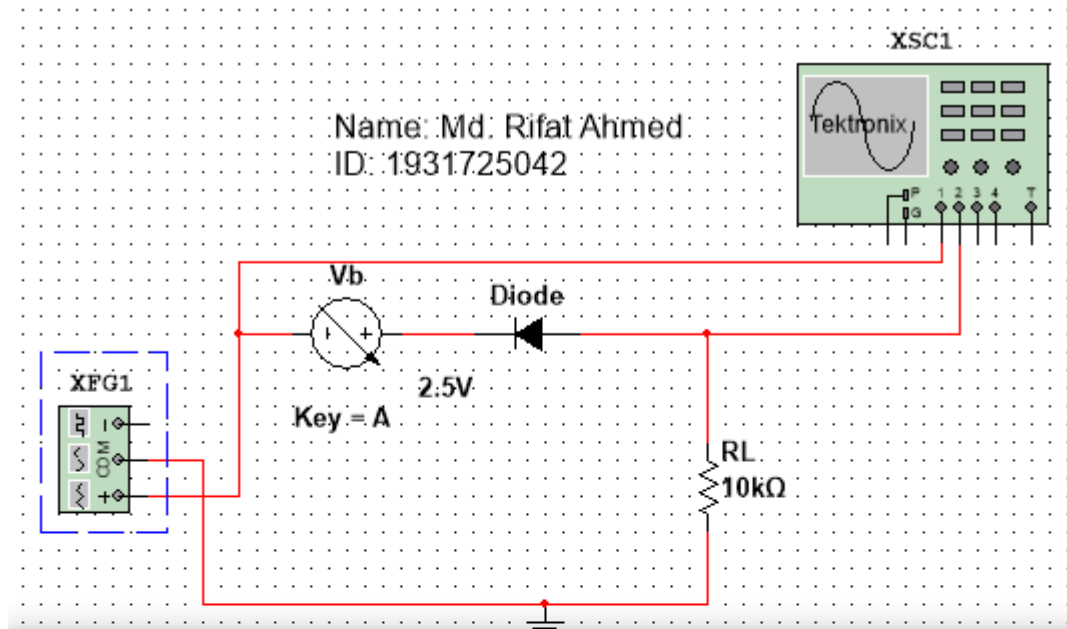 XSC1
Name: Md. Rifat Ahmed
ID: 1931725042
Tektronix
P
G
1 2 3 4 T
Vb
Diode
2.5V
Key = A
XFG1
COM
RL
10kΩ